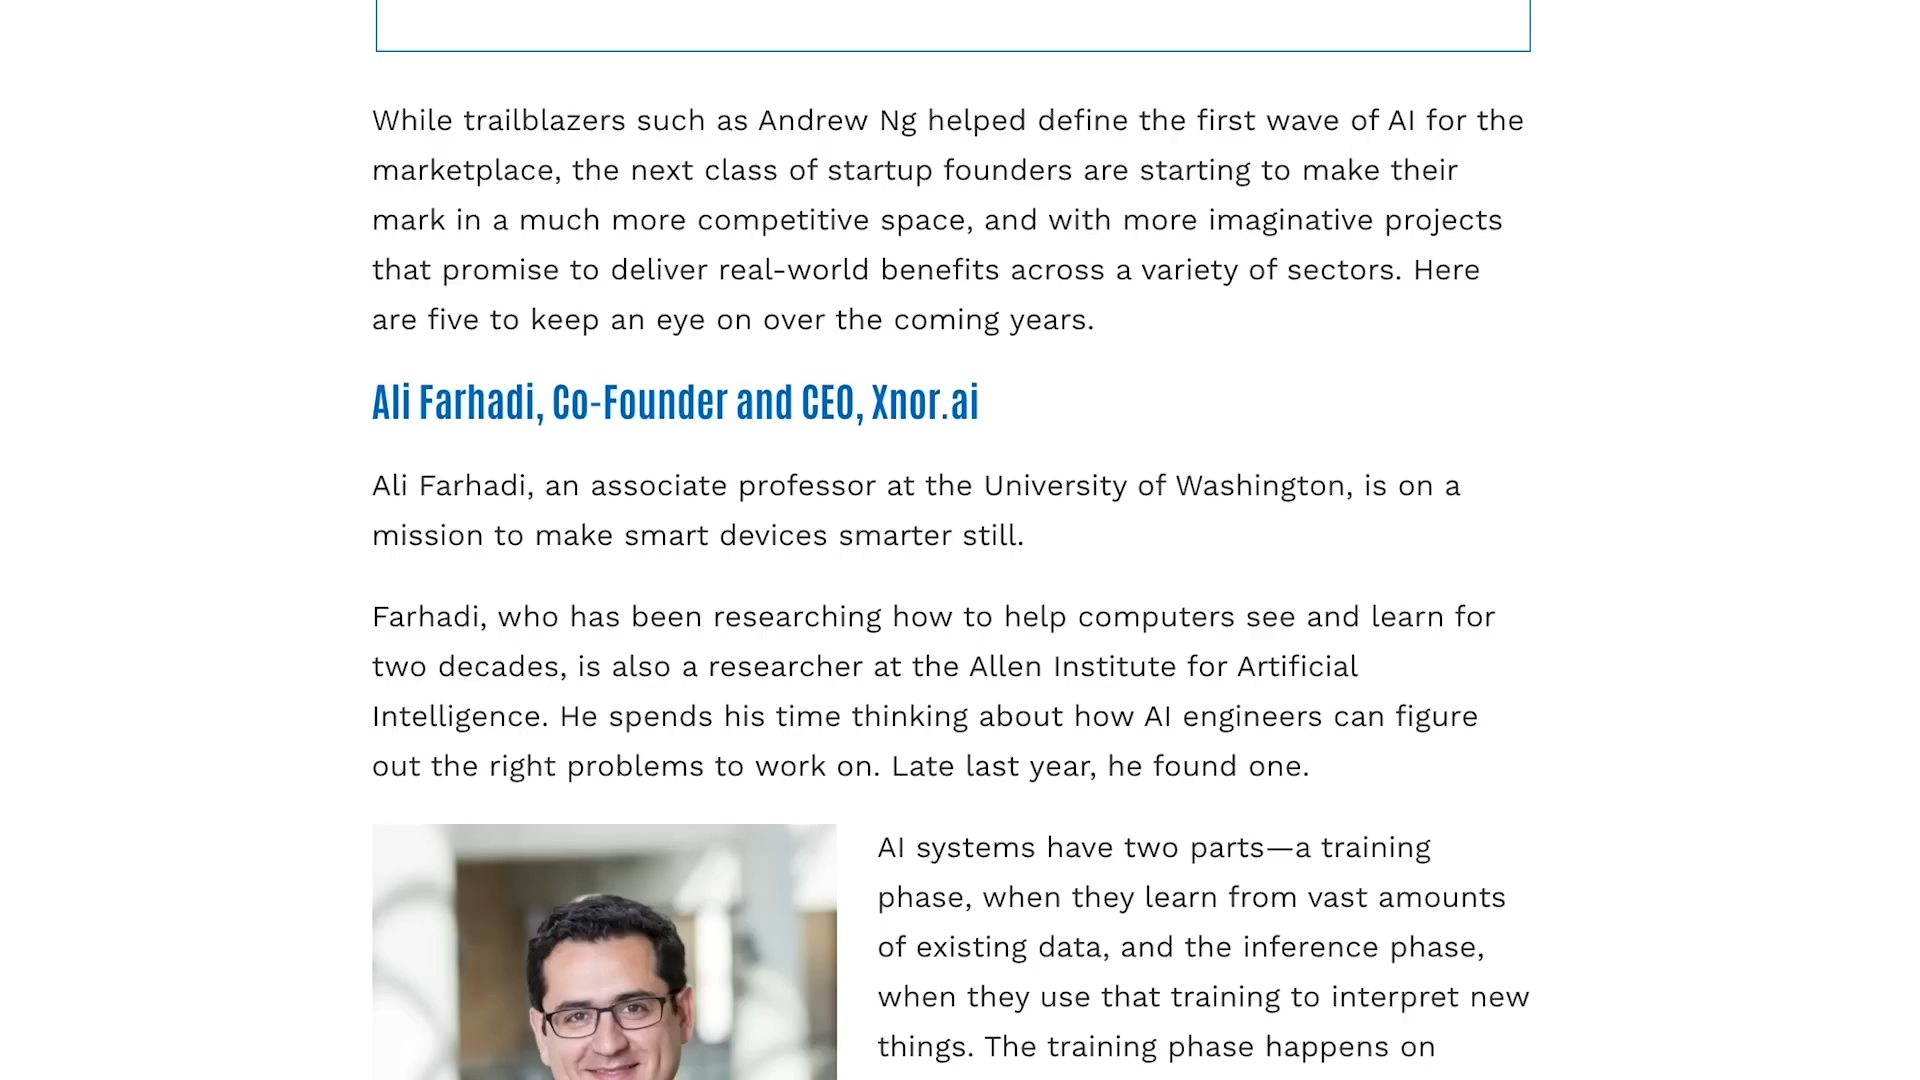 While trailblazers such as Andrew Ng helped define the first wave of AI for the
marketplace, the next class of startup founders are starting to make their
mark in a much more competitive space, and with more imaginative projects
that promise to deliver real-world benefits across a variety of sectors. Here
are five to keep an eye on over the coming years.
Ali Farhadi, Co-Founder and CEO, Xnor.ai
Ali Farhadi, an associate professor at the University of Washington, is on a
mission to make smart devices smarter still.
Farhadi, who has been researching how to help computers see and learn for
two decades, is also a researcher at the Allen Institute for Artificial
Intelligence. He spends his time thinking about how AI engineers can figure
out the right problems to work on. Late last year, he found one.
AI systems have two parts—a training
phase, when they learn from vast amounts
of existing data, and the inference phase,
when they use that training to interpret new
things. The training phase happens on